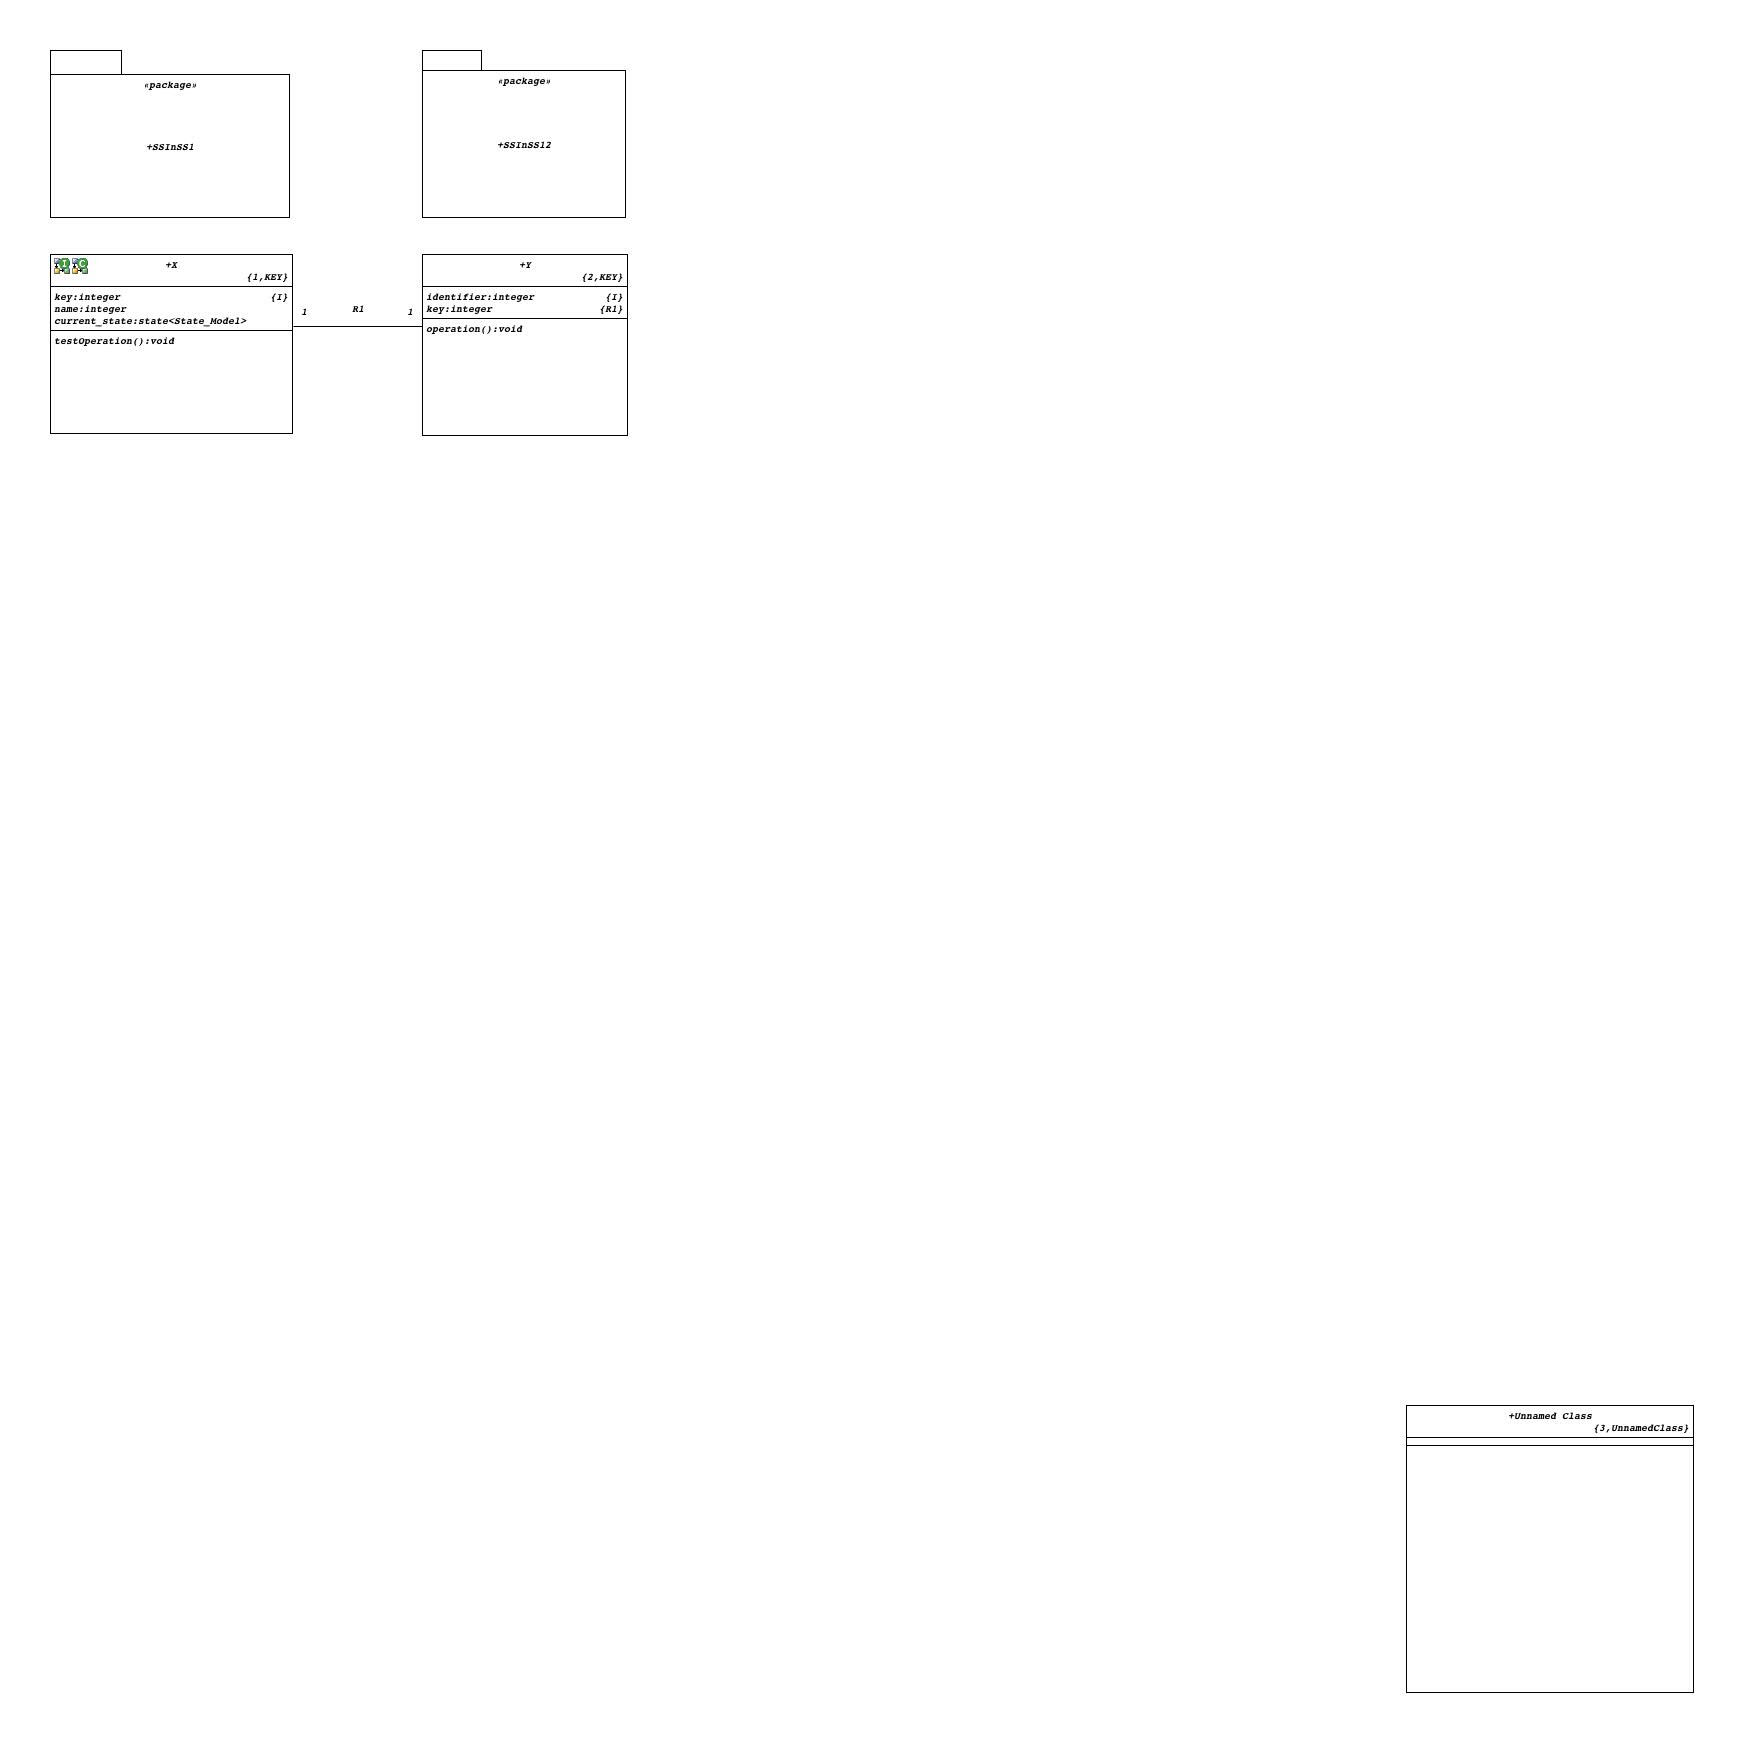 «package»
+SSInSS1
«package»
+SSInSS12
+X
{1,KEY}
key:integer {I}
name:integer
current_state:state<State_Model>
testOperation():void
1 R1 1
+Y
{2,KEY}
identifier:integer {I}
key:integer {R1}
operation():void
+Unnamed Class
{3,UnnamedClass}